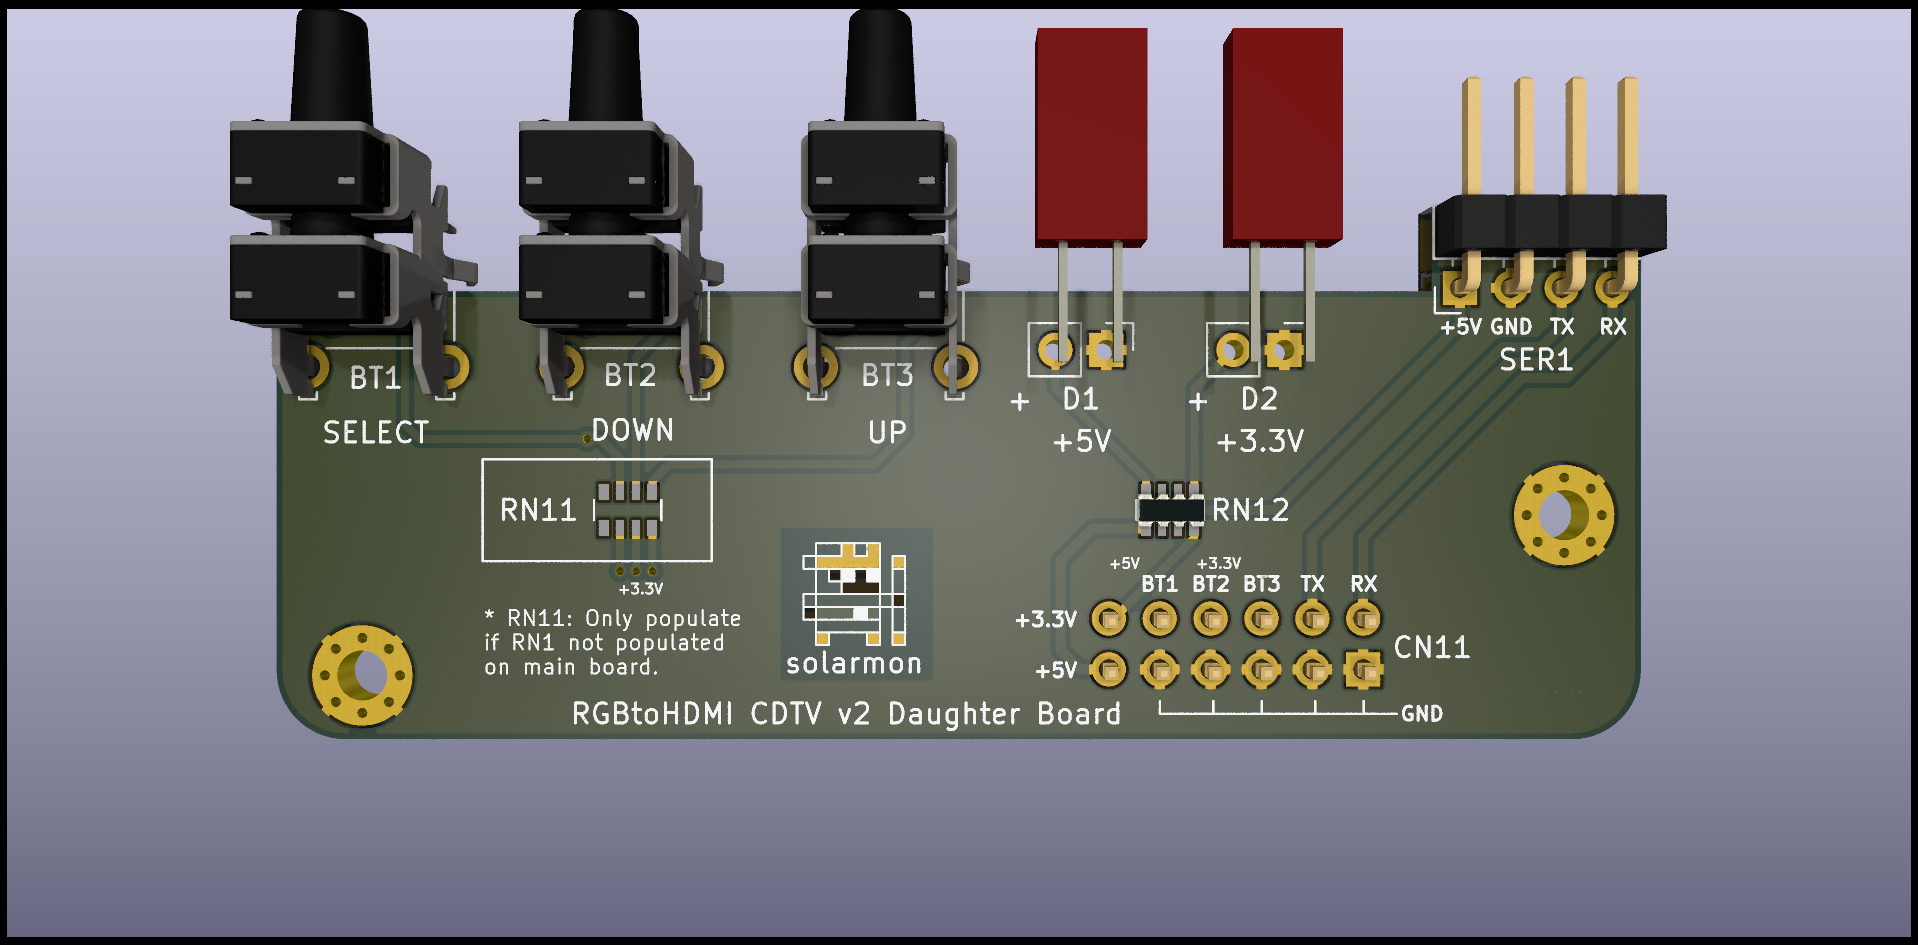 +5V GND TX RX
SER1
BT1
BT2
BT3
SELECT
DOWN
UP
+ D1
+5V
+ D2
+3.3V
RN11
RN12
+3.3V
* RN11: Only populate
if RN1 not populated
on main board.
solarmon
+5V
+3.3V
BT1 BT2 BT3 TX RX
+3.3V
+5V
CN11
GND
RGBtoHDMI CDTV v2 Daughter Board